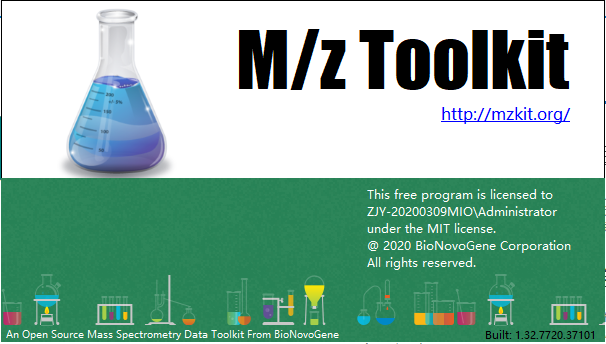 M/z Toolkit
http://mzkit.org/
This free program is licensed to
ZJY-20200309MIO\Administrator
under the MIT license.
@ 2020 BioNovoGene Corporation
All rights reserved.
An Open Source Mass Spectrometry Data Toolkit From BioNovoGene
Built: 1.32.7720.37101